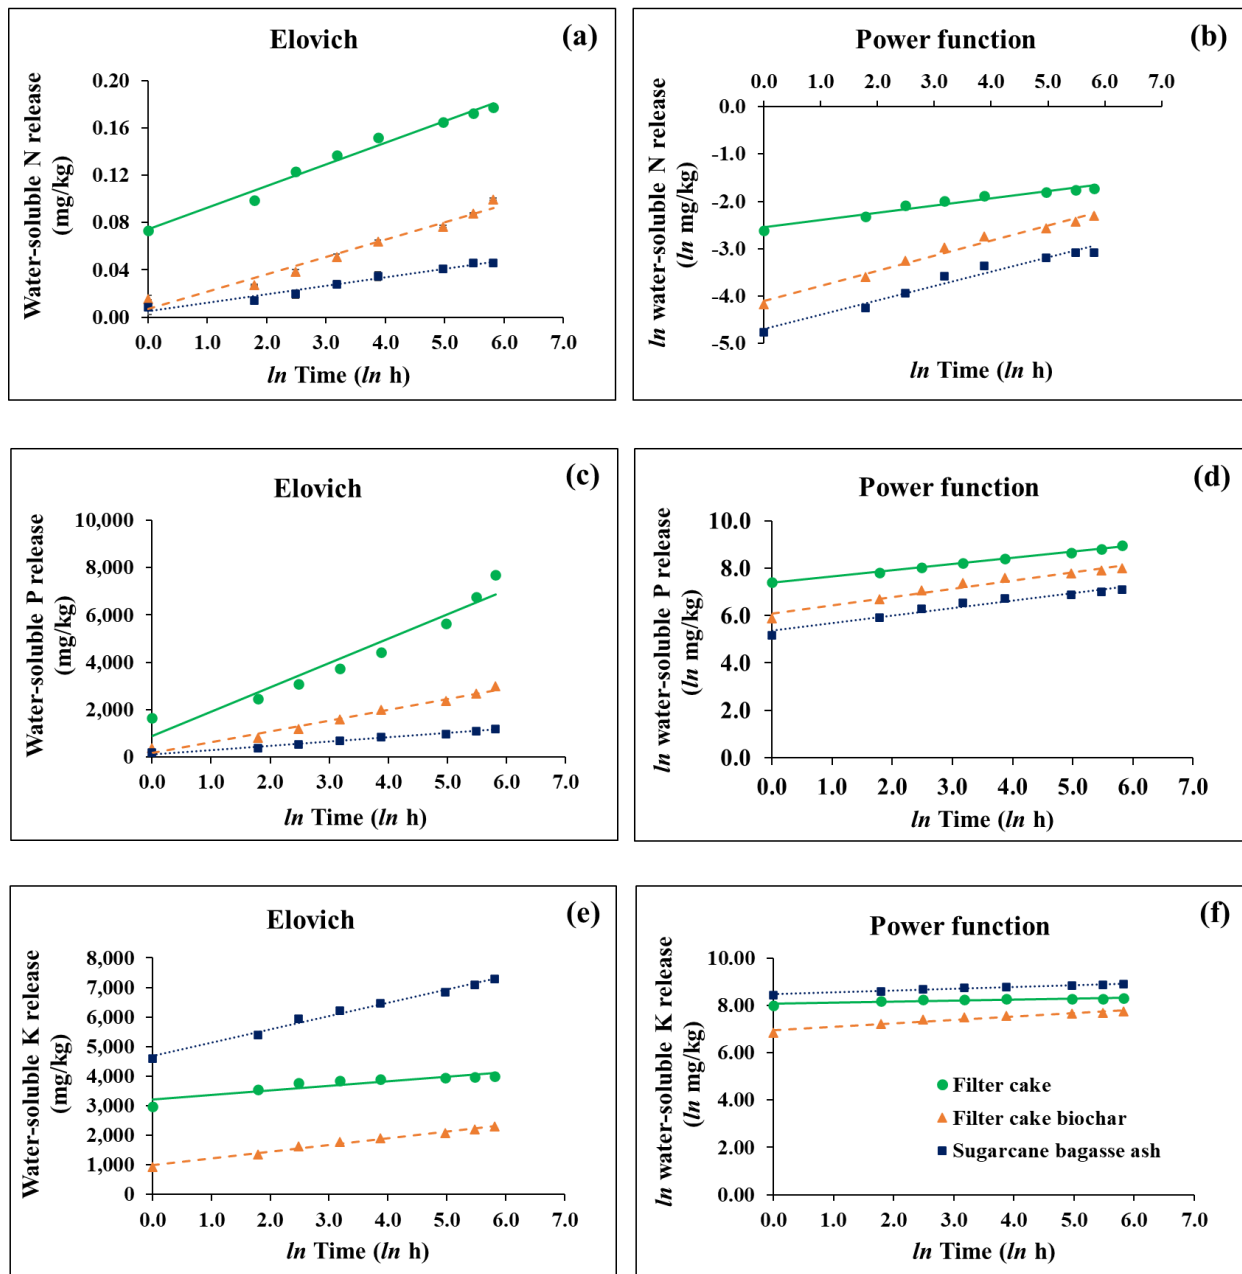 Elovich
(a)
Water-soluble N release
(mg/kg)
0.20
0.16
0.12
0.08
0.04
0.00
0.0 1.0 2.0 3.0 4.0 5.0 6.0 7.0
ln Time (ln h)
Power function
(b)
ln water-soluble N release
(ln mg/kg)
0.0 1.0 2.0 3.0 4.0 5.0 6.0 7.0
0.0
-1.0
-2.0
-3.0
-4.0
-5.0
ln Time (ln h)
Elovich
(c)
Water-soluble P release
(mg/kg)
10,000
8,000
6,000
4,000
2,000
0
0.0 1.0 2.0 3.0 4.0 5.0 6.0 7.0
ln Time (ln h)
Power function
(d)
ln water-soluble P release
(ln mg/kg)
10.0
8.0
6.0
4.0
2.0
0.0
0.0 1.0 2.0 3.0 4.0 5.0 6.0 7.0
ln Time (ln h)
Elovich
(e)
Water-soluble K release
(mg/kg)
8,000
7,000
6,000
5,000
4,000
3,000
2,000
1,000
0
0.0 1.0 2.0 3.0 4.0 5.0 6.0 7.0
ln Time (ln h)
Power function
(f)
ln water-soluble K release
(ln mg/kg)
10.00
8.00
6.00
4.00
2.00
0.00
0.0 1.0 2.0 3.0 4.0 5.0 6.0 7.0
Filter cake
Filter cake biochar
Sugarcane bagasse ash
ln Time (ln h)